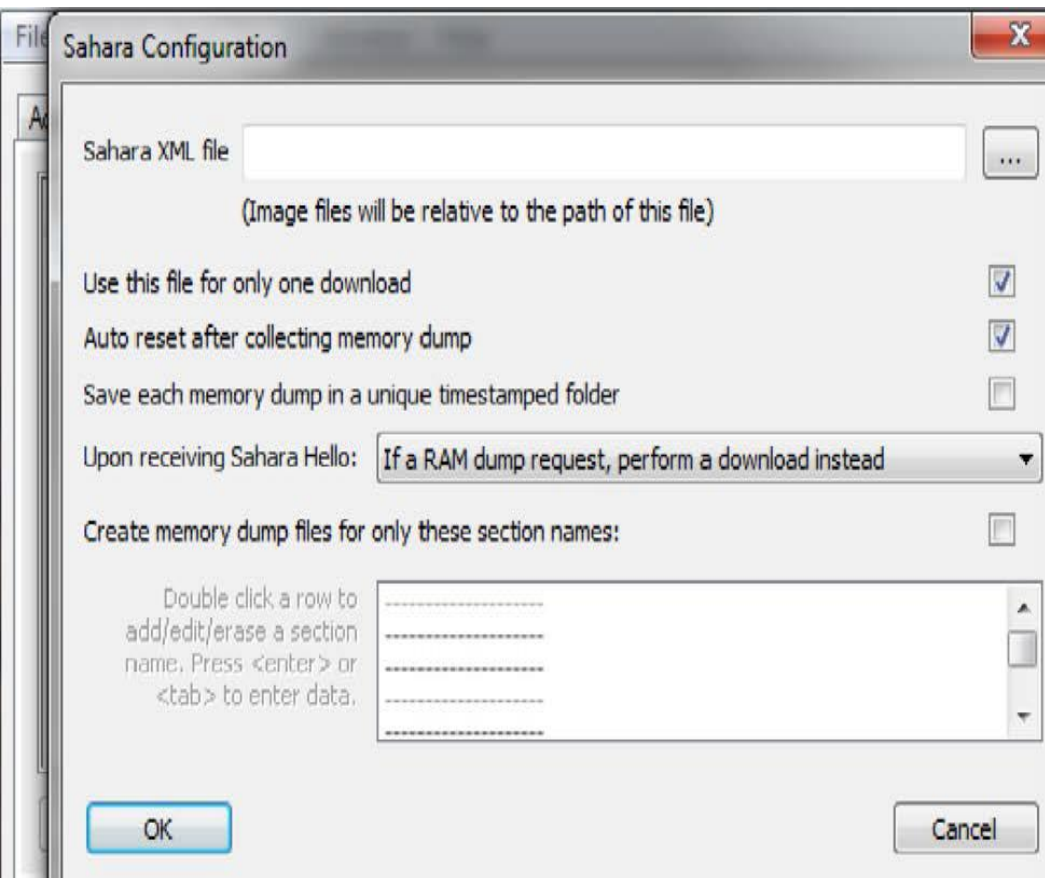 File
Sahara Configuration
X
Sahara XML file
...
(Image files will be relative to the path of this file)
Use this file for only one download
Auto reset after collecting memory dump
Save each memory dump in a unique timestamped folder
Upon receiving Sahara Hello: If a RAM dump request, perform a download instead
Create memory dump files for only these section names:
Double click a row to
add/edit/erase a section
name. Press <enter> or
<tab> to enter data.
--------------------
--------------------
--------------------
--------------------
--------------------
OK Cancel